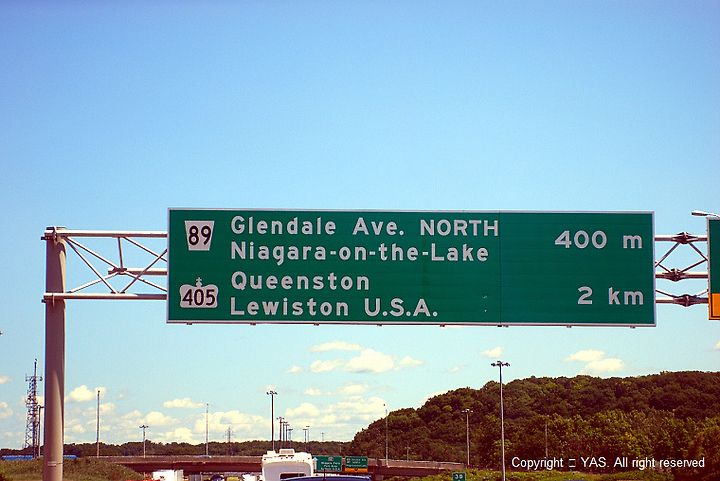 89
Glendale Ave. NORTH
Niagara-on-the-Lake
400 m
405
Queenston
Lewiston U.S.A.
2 km
Copyright □ YAS. All right reserved